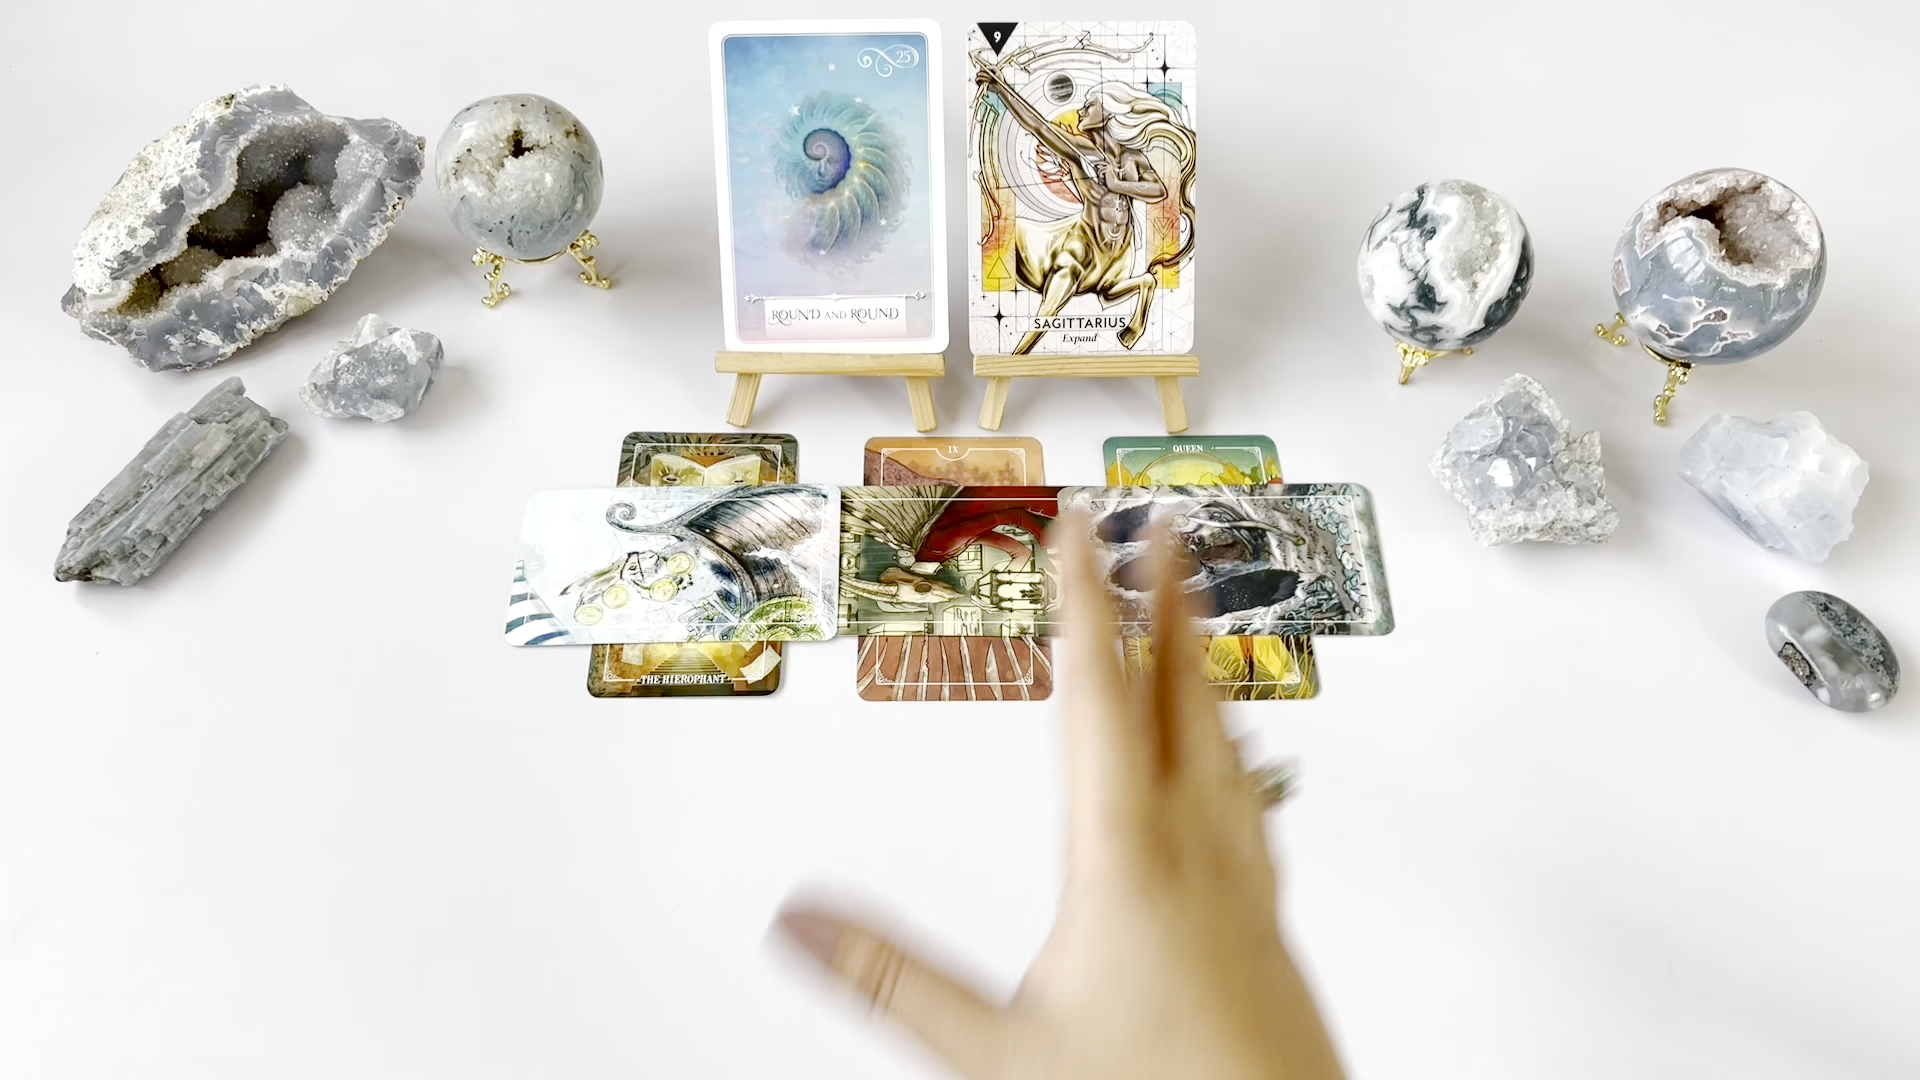 25
ROUND AND ROUND
9
SAGITTARIUS
Expand
IX
QUEEN
-THE HIEROPHANT-